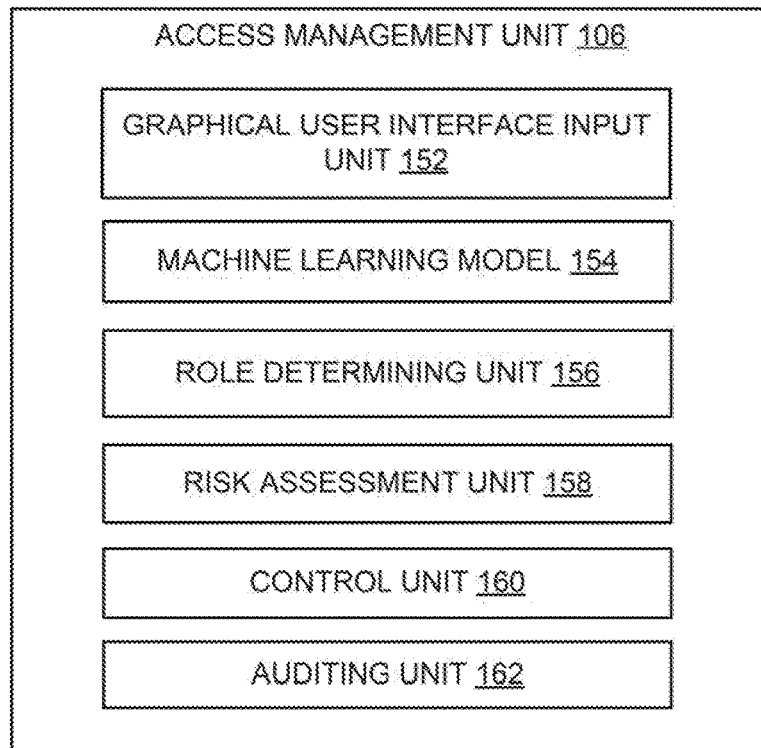 ACCESS MANAGEMENT UNIT 106
GRAPHICAL USER INTERFACE INPUT
UNIT 152
MACHINE LEARNING MODEL 154
ROLE DETERMINING UNIT 156
RISK ASSESSMENT UNIT 158
CONTROL UNIT 160
AUDITING UNIT 162